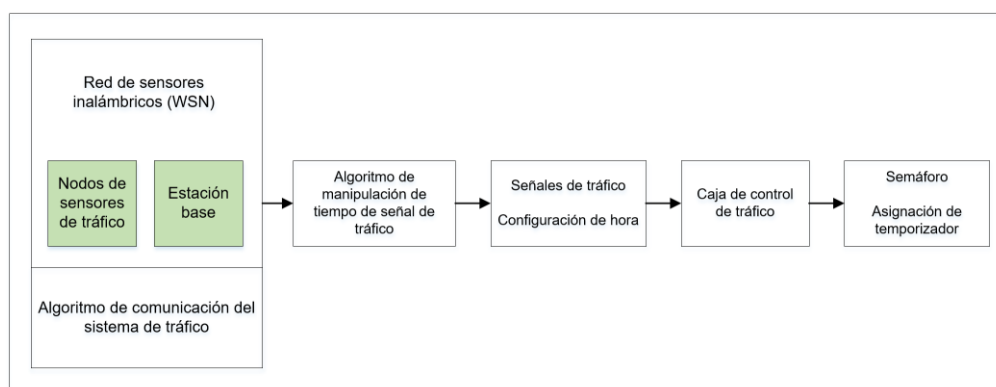 Red de sensores
inalámbricos (WSN)
Nodos de
sensores
de tráfico
Estación
base
Algoritmo de comunicación del
sistema de tráfico
Algoritmo de
manipulación de
tiempo de señal de
tráfico
Señales de tráfico
Configuración de hora
Caja de control
de tráfico
Semáforo
Asignación de
temporizador